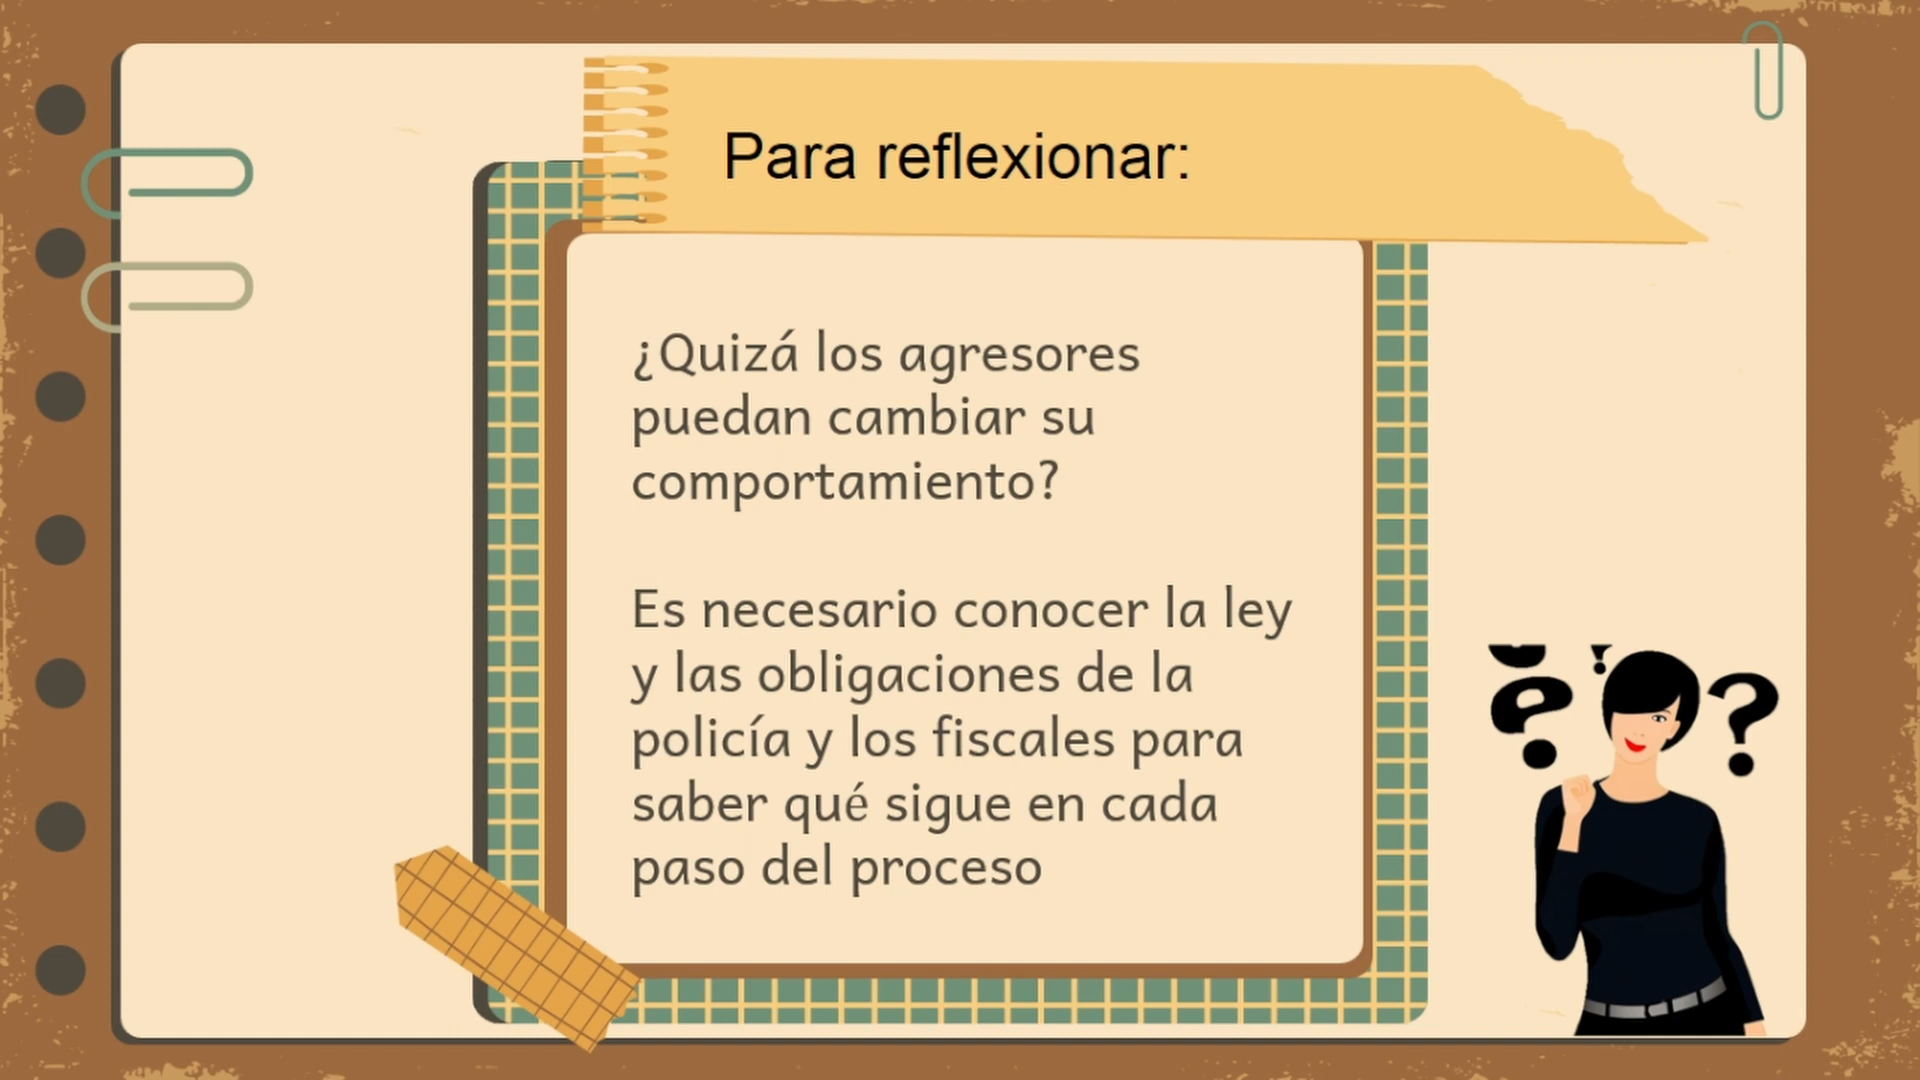 Para reflexionar:
¿Quizá los agresores
puedan cambiar su
comportamiento?
Es necesario conocer la ley
y las obligaciones de la
policía y los fiscales para
saber qué sigue en cada
paso del proceso